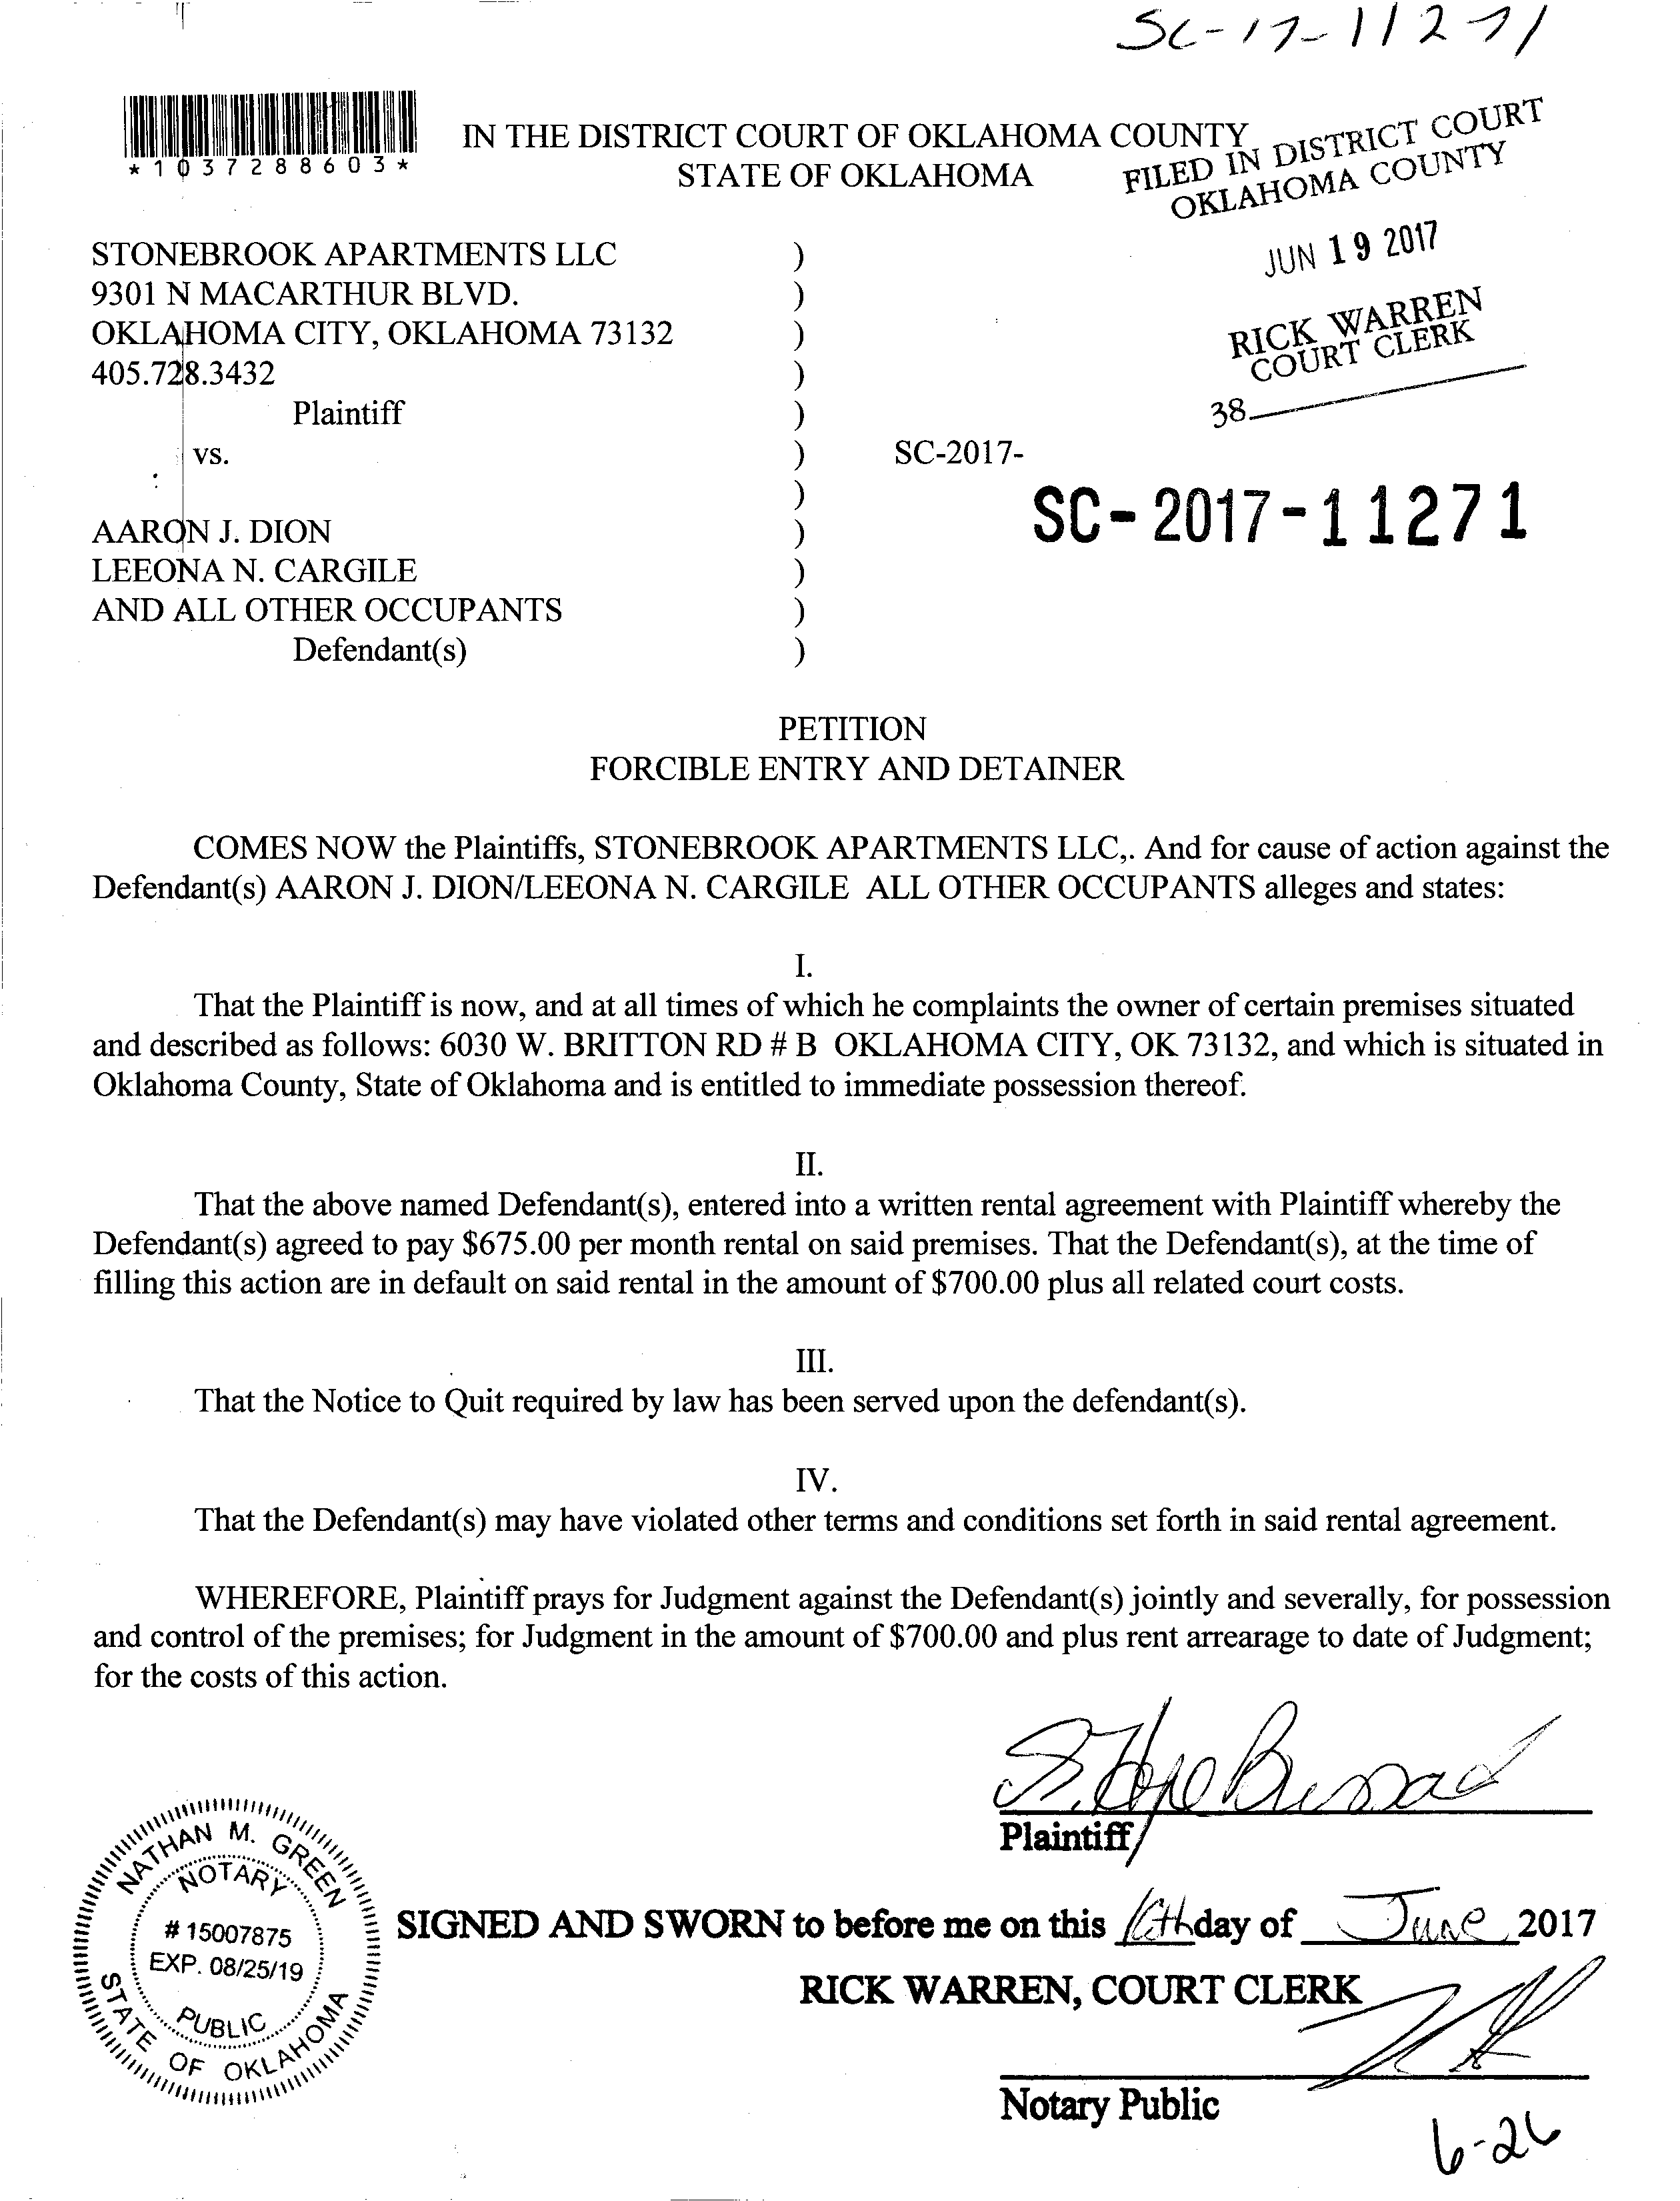 SC-17-11271
*1037288603*
IN THE DISTRICT COURT OF OKLAHOMA COUNTY
STATE OF OKLAHOMA
FILED IN DISTRICT COURT
OKLAHOMA COUNTY
JUN 19 2017
RICK WARREN
COURT CLERK
38
STONEBROOK APARTMENTS LLC )
9301 N MACARTHUR BLVD. )
OKLAHOMA CITY, OKLAHOMA 73132 )
405.728.3432 )
Plaintiff )
vs. ) SC-2017-
)
SC-2017-11271
AARON J. DION )
LEEONA N. CARGILE )
AND ALL OTHER OCCUPANTS )
Defendant(s) )
PETITION
FORCIBLE ENTRY AND DETAINER
COMES NOW the Plaintiffs, STONEBROOK APARTMENTS LLC,. And for cause of action against the
Defendant(s) AARON J. DION/LEEONA N. CARGILE ALL OTHER OCCUPANTS alleges and states:
I.
That the Plaintiff is now, and at all times of which he complaints the owner of certain premises situated
and described as follows: 6030 W. BRITTON RD # B OKLAHOMA CITY, OK 73132, and which is situated in
Oklahoma County, State of Oklahoma and is entitled to immediate possession thereof.
II.
That the above named Defendant(s), entered into a written rental agreement with Plaintiff whereby the
Defendant(s) agreed to pay $675.00 per month rental on said premises. That the Defendant(s), at the time of
filling this action are in default on said rental in the amount of $700.00 plus all related court costs.
III.
That the Notice to Quit required by law has been served upon the defendant(s).
IV.
That the Defendant(s) may have violated other terms and conditions set forth in said rental agreement.
WHEREFORE, Plaintiff prays for Judgment against the Defendant(s) jointly and severally, for possession
and control of the premises; for Judgment in the amount of $700.00 and plus rent arrearage to date of Judgment;
for the costs of this action.
Plaintiff
NATHAN M. GREEN
NOTARY
# 15007875
EXP. 08/25/19
PUBLIC
STATE OF OKLAHOMA
SIGNED AND SWORN to before me on this day of June 2017
RICK WARREN, COURT CLERK
Notary Public
6-26